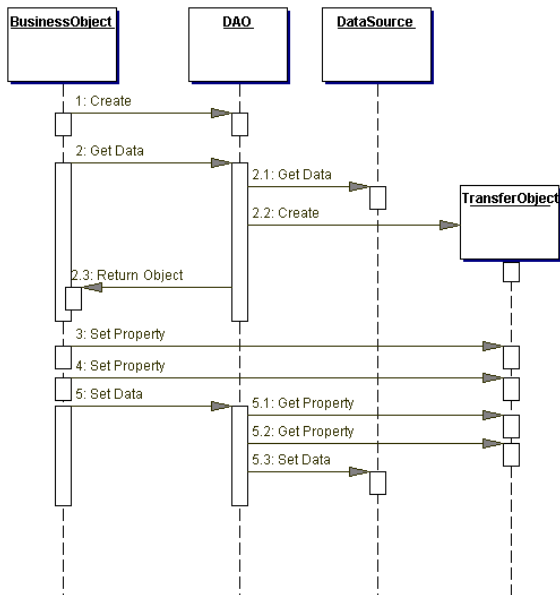 BusinessObject
DAO
DataSource
1: Create
2: Get Data
2.1: Get Data
TransferObject
2.2: Create
2.3: Return Object
3: Set Property
4: Set Property
5: Set Data
5.1: Get Property
5.2: Get Property
5.3: Set Data